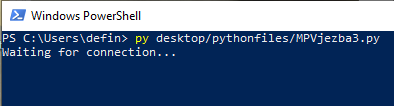 Windows PowerShell
PS C:\Users\defin> py desktop/pythonfiles/MPVjezba3.py
Waiting for connection...